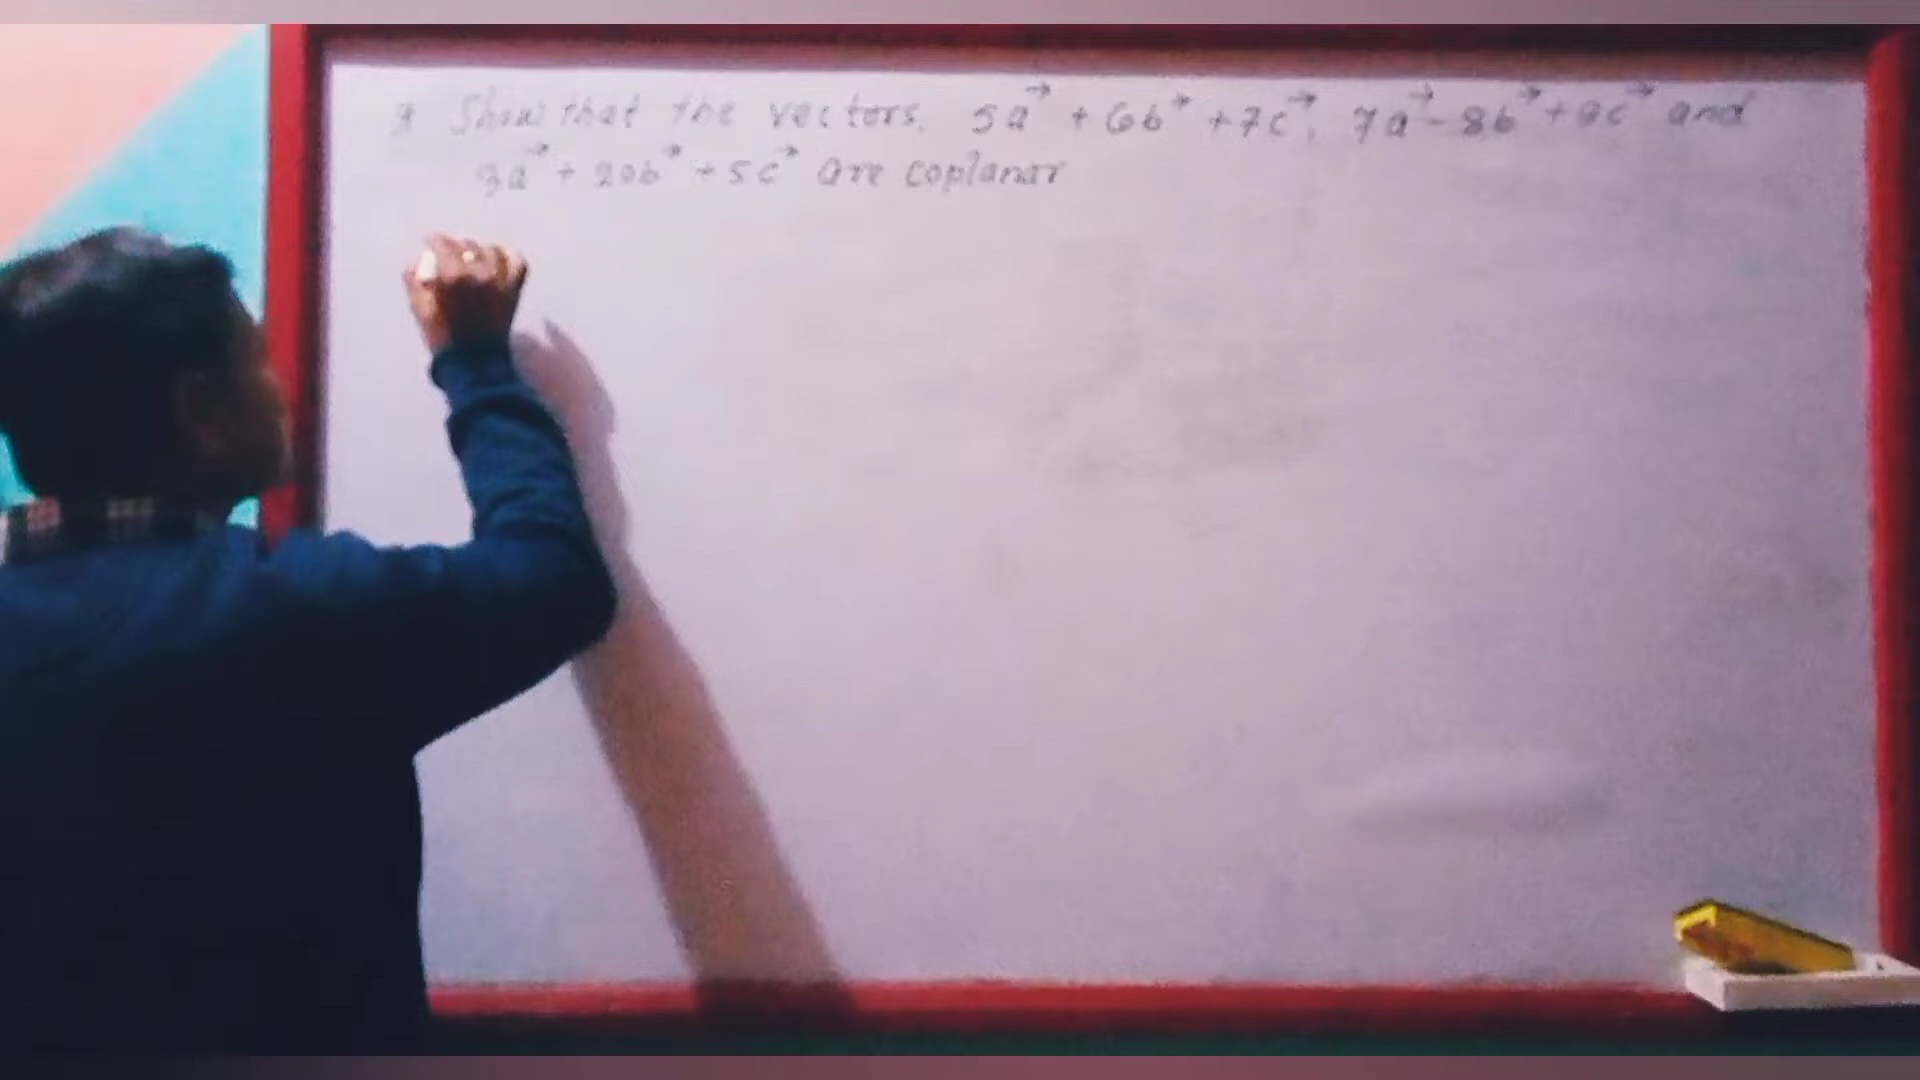 * Show that the vectors, 5a⃗ + 6b⃗ + 7c⃗, 7a⃗ - 8b⃗ + 9c⃗ and
3a⃗ + 20b⃗ + 5c⃗ are coplanar